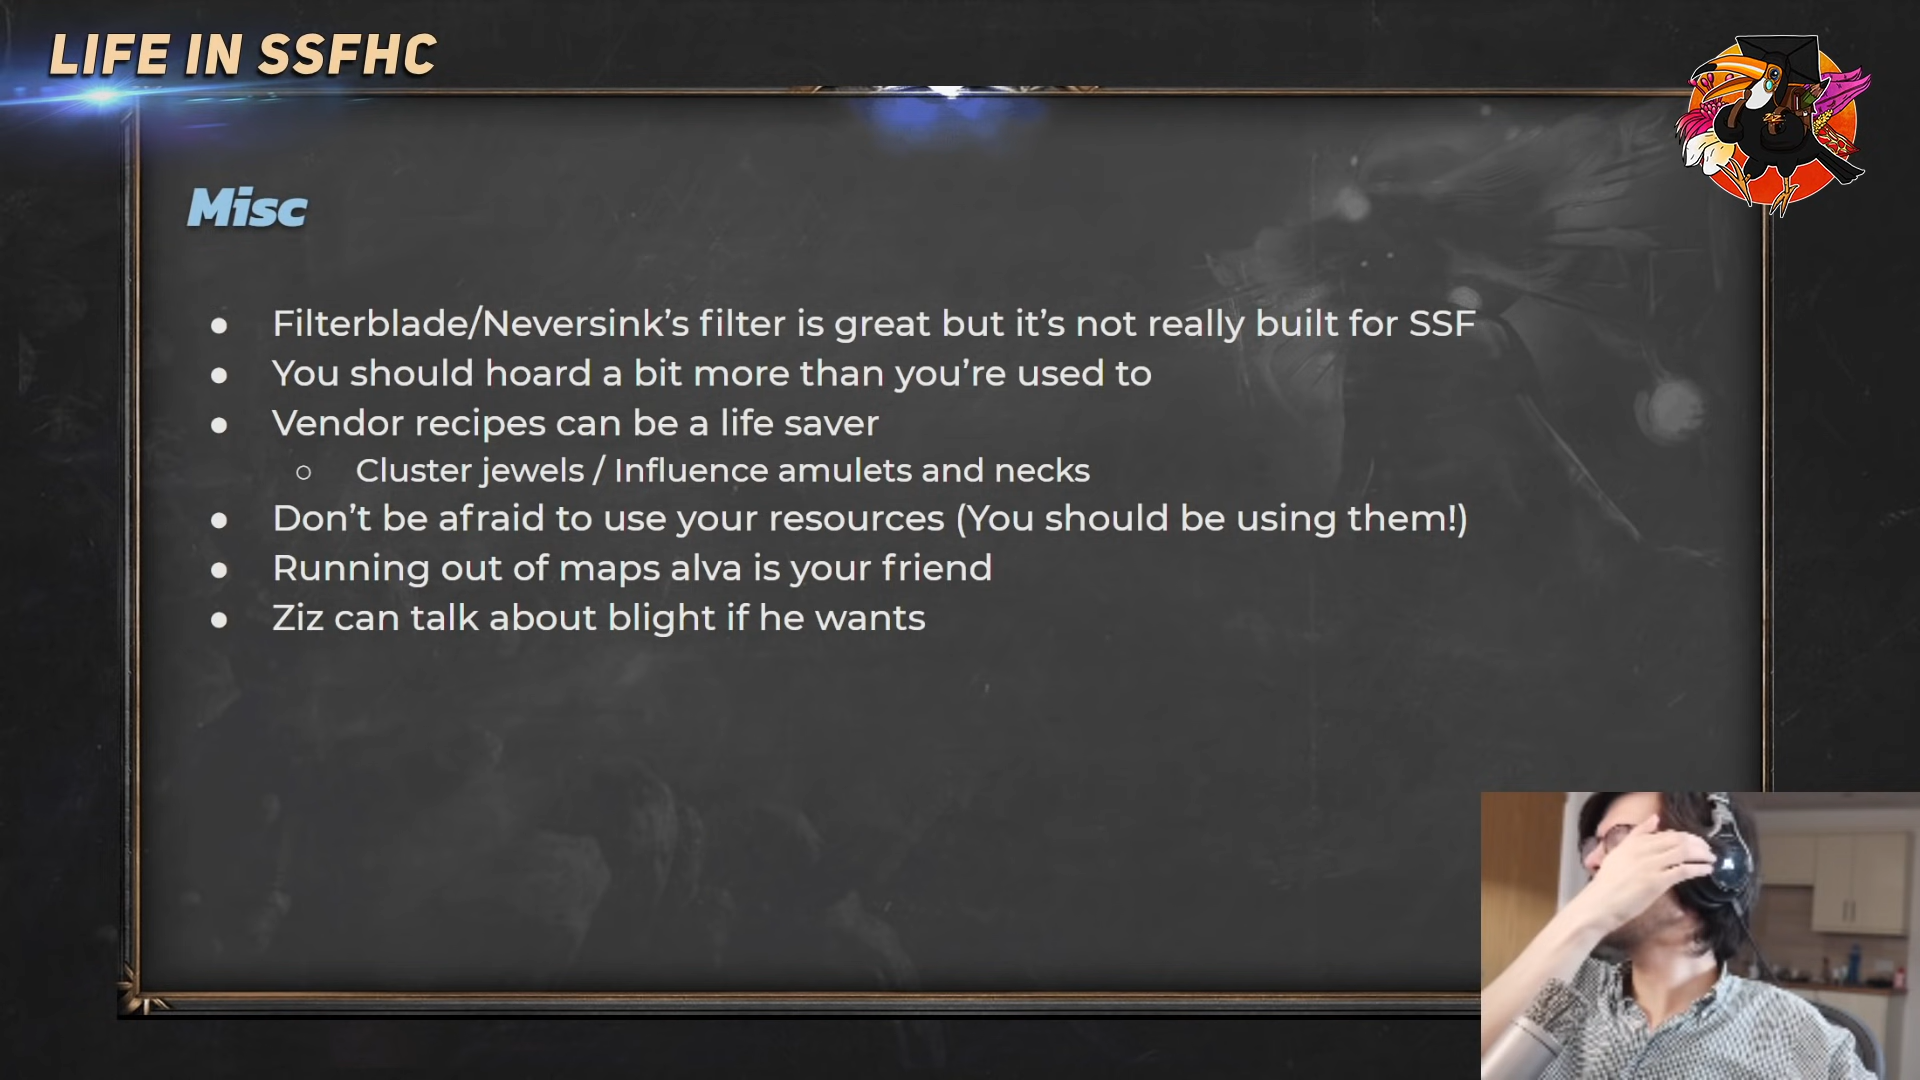 LIFE IN SSFHC
Misc
● Filterblade/Neversink’s filter is great but it’s not really built for SSF
● You should hoard a bit more than you’re used to
● Vendor recipes can be a life saver
○ Cluster jewels / Influence amulets and necks
● Don’t be afraid to use your resources (You should be using them!)
● Running out of maps alva is your friend
● Ziz can talk about blight if he wants